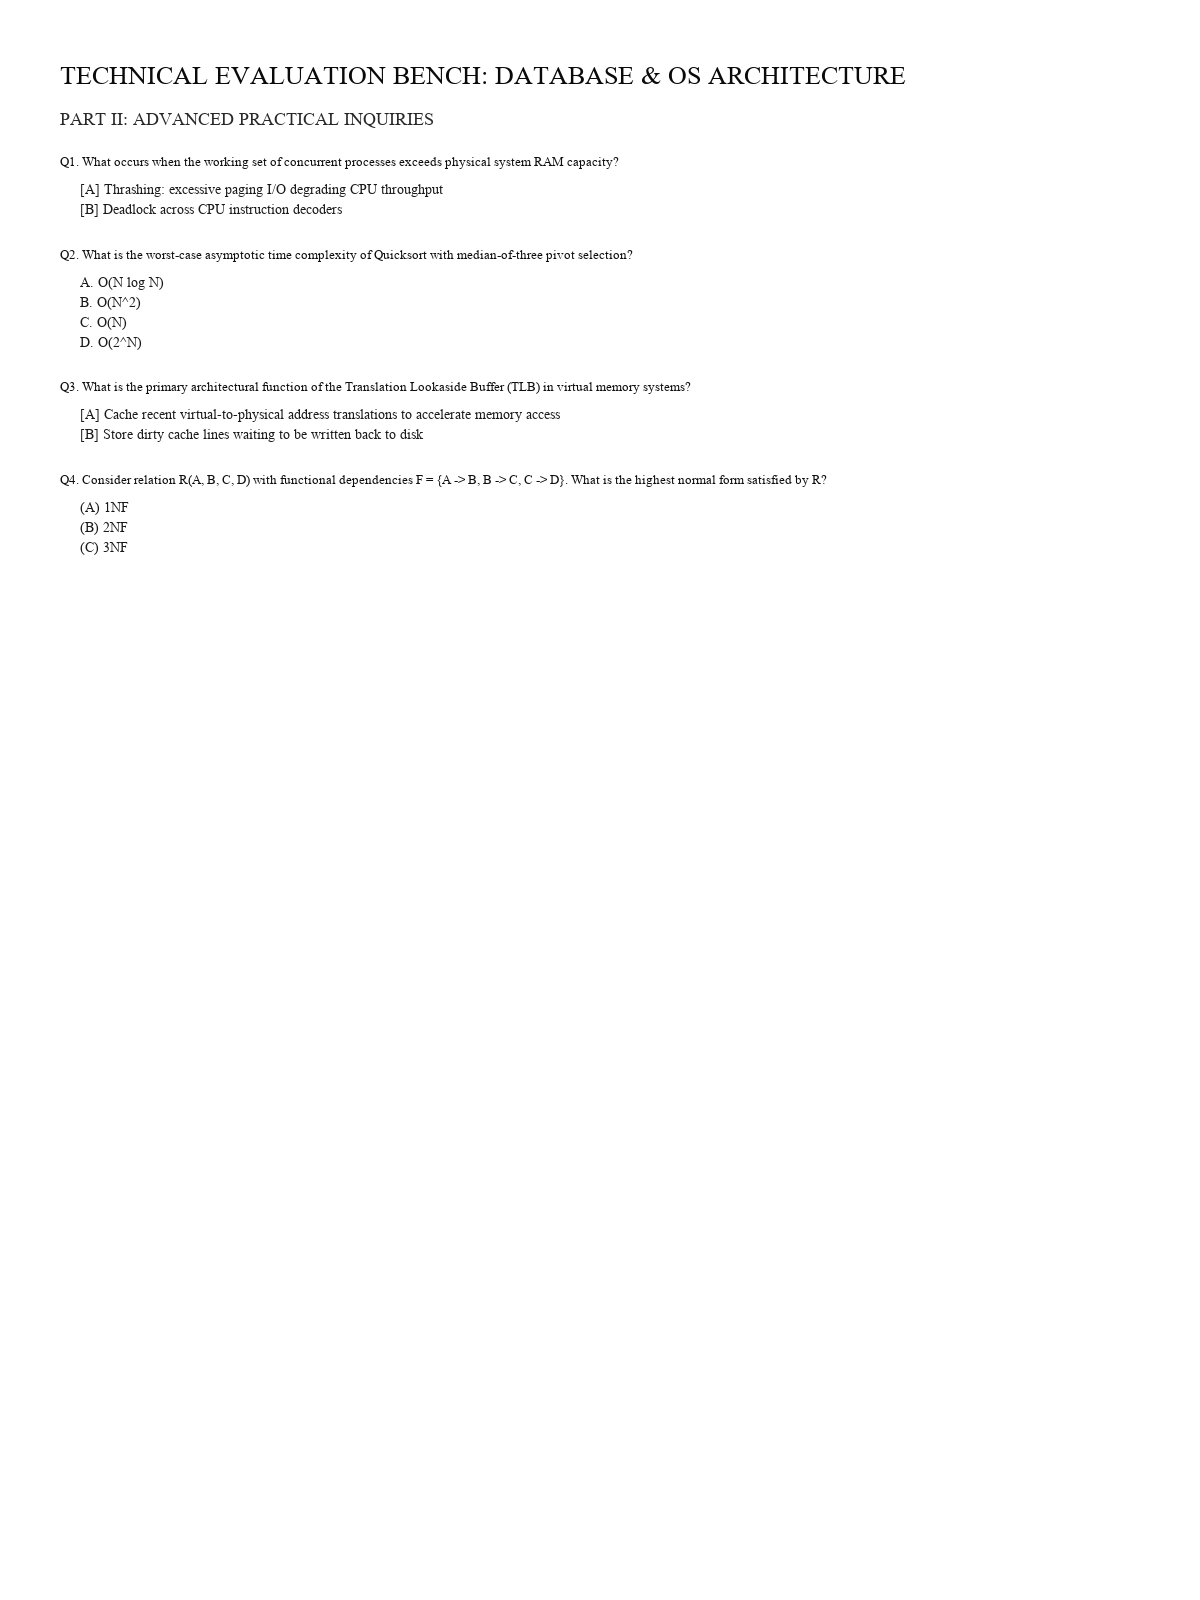 TECHNICAL EVALUATION BENCH: DATABASE & OS ARCHITECTURE
PART II: ADVANCED PRACTICAL INQUIRIES
Q1. What occurs when the working set of concurrent processes exceeds physical system RAM capacity?
[A] Thrashing: excessive paging I/O degrading CPU throughput
[B] Deadlock across CPU instruction decoders
Q2. What is the worst-case asymptotic time complexity of Quicksort with median-of-three pivot selection?
A. O(N log N)
B. O(N^2)
C. O(N)
D. O(2^N)
Q3. What is the primary architectural function of the Translation Lookaside Buffer (TLB) in virtual memory systems?
[A] Cache recent virtual-to-physical address translations to accelerate memory access
[B] Store dirty cache lines waiting to be written back to disk
Q4. Consider relation R(A, B, C, D) with functional dependencies F = {A -> B, B -> C, C -> D}. What is the highest normal form satisfied by R?
(A) 1NF
(B) 2NF
(C) 3NF